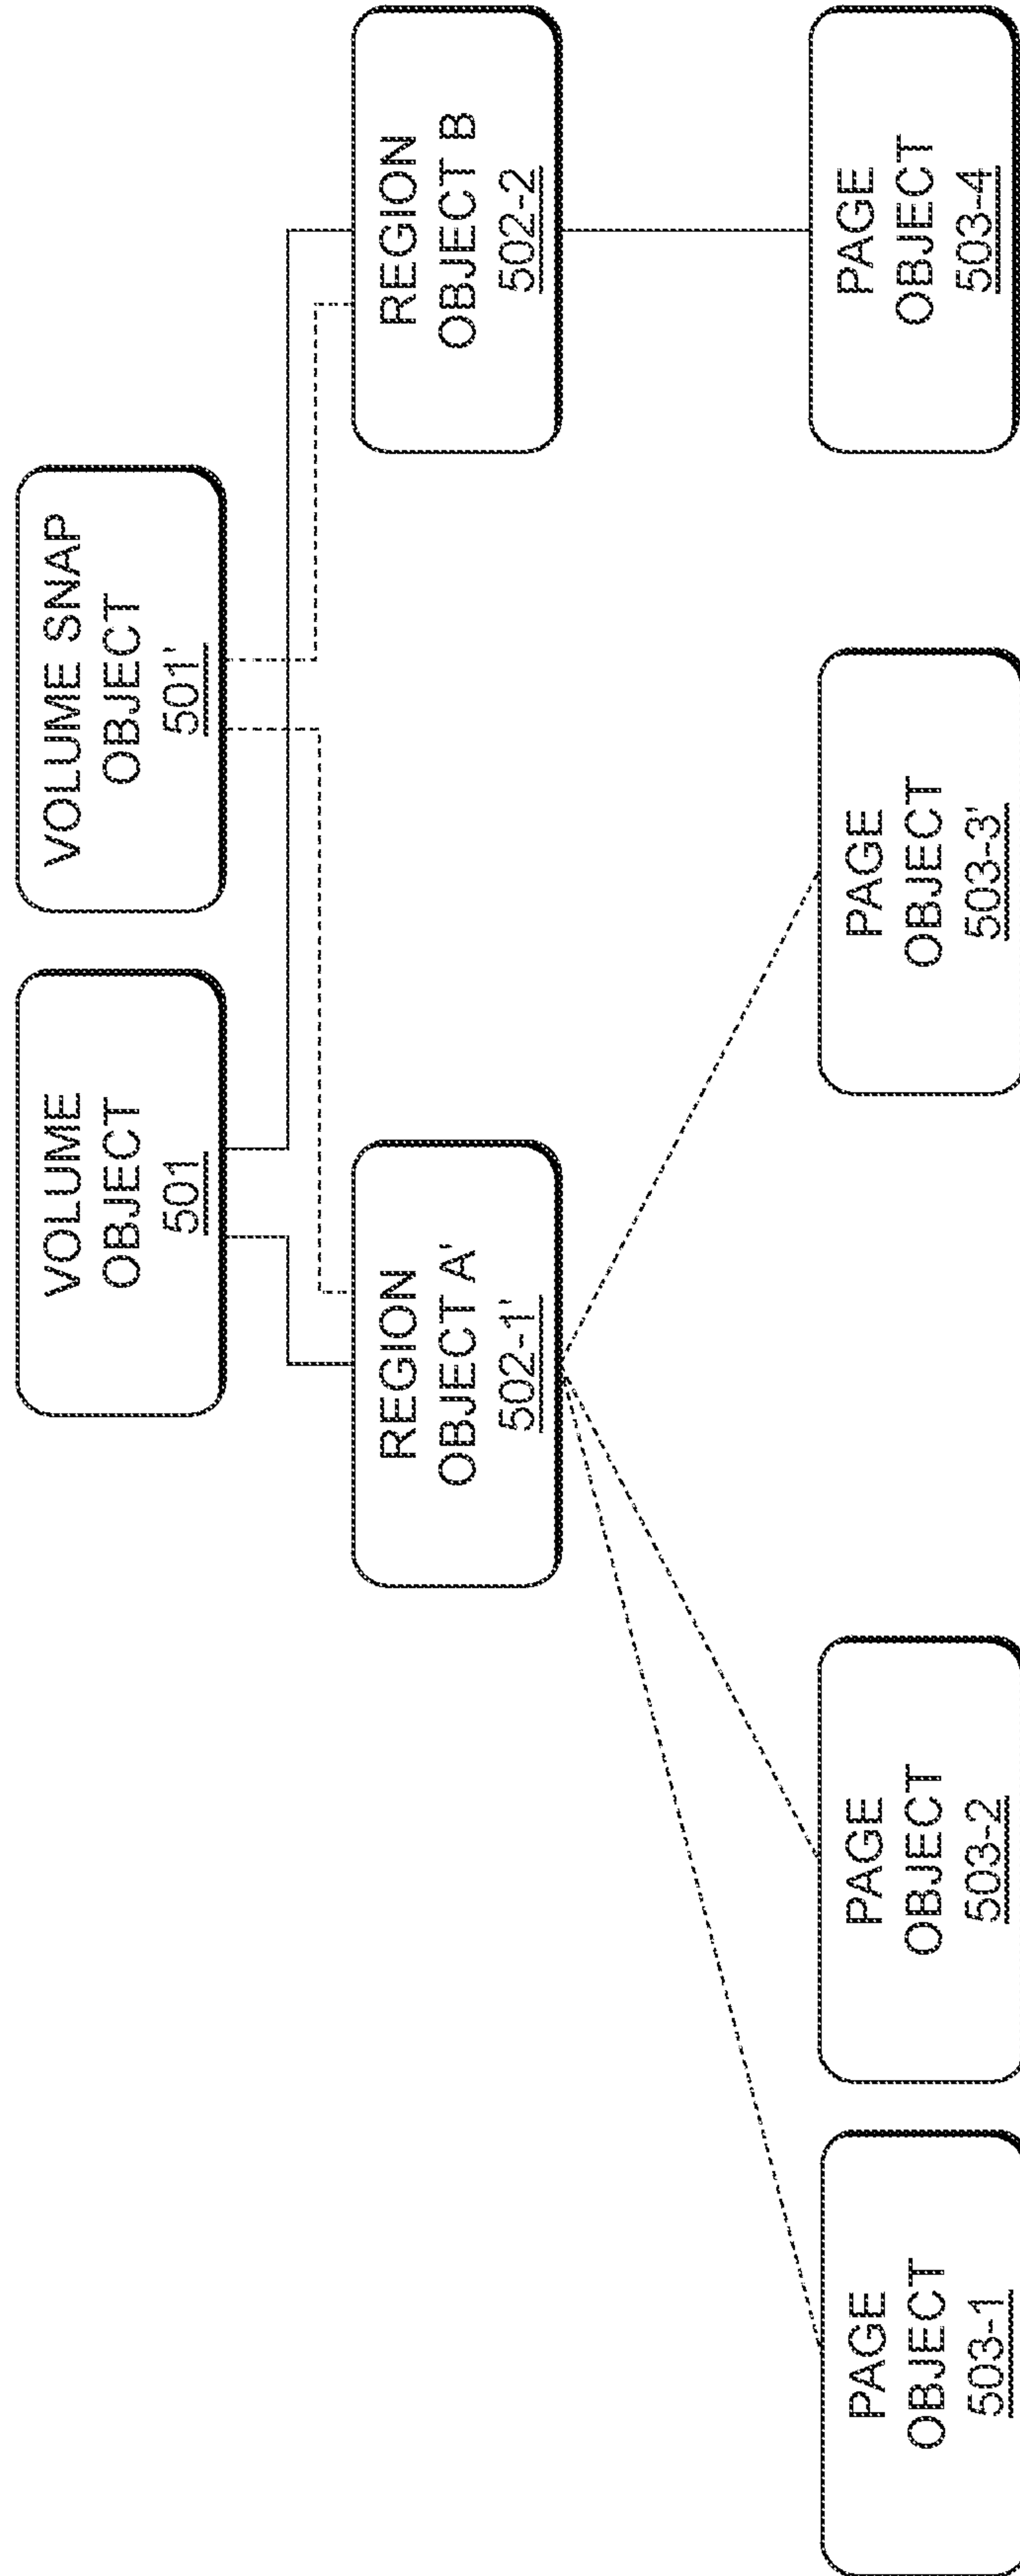 VOLUME
OBJECT
501
VOLUME SNAP
OBJECT
501'
REGION
OBJECT A'
502-1'
REGION
OBJECT B
502-2
PAGE
OBJECT
503-1
PAGE
OBJECT
503-2
PAGE
OBJECT
503-3'
PAGE
OBJECT
503-4